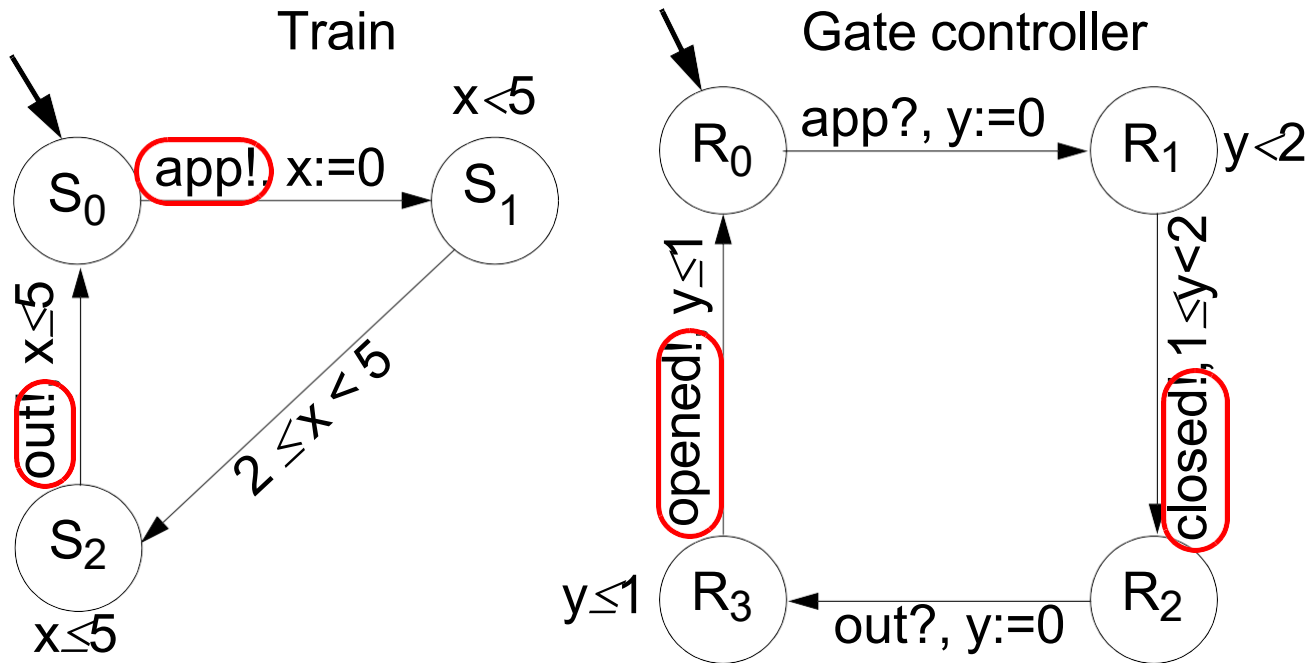 Train
x<5
S0
app!, x:=0
S1
out!, x≤5
2 ≤x < 5
S2
x≤5
Gate controller
R0
app?, y:=0
R1
y<2
opened!, y≤1
closed!,1≤y<2
y≤1
R3
out?, y:=0
R2